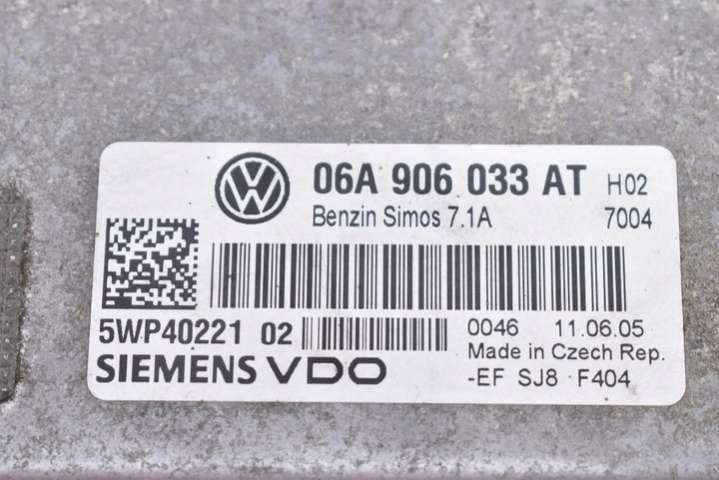 06A 906 033 AT H02
Benzin Simos 7.1A 7004
5WP40221 02 0046 11.06.05
Made in Czech Rep.
SIEMENS VDO -EF SJ8 F404